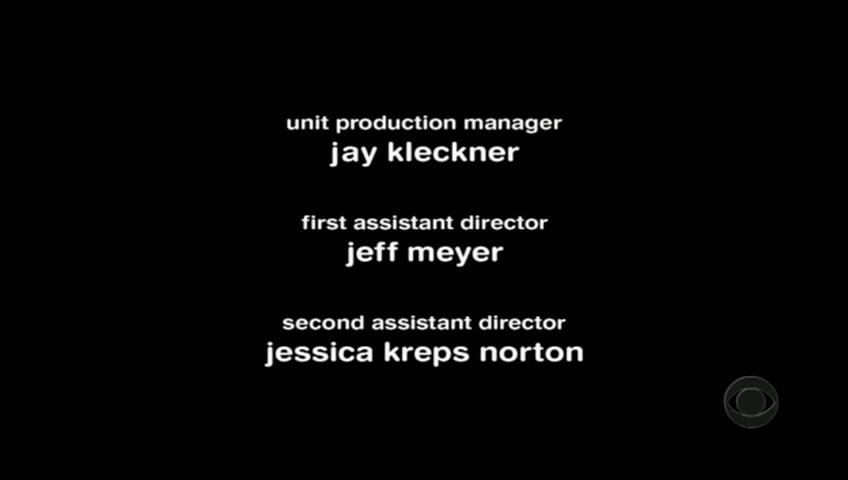 unit production manager
jay kleckner
first assistant director
jeff meyer
second assistant director
jessica kreps norton